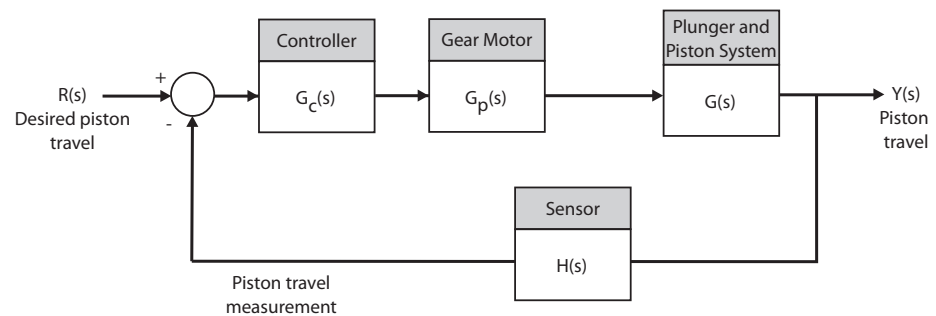 Controller
Gear Motor
Plunger and
Piston System
+
R(s)
Desired piston
travel
-
G_c(s)
G_p(s)
G(s)
Y(s)
Piston
travel
Sensor
H(s)
Piston travel
measurement